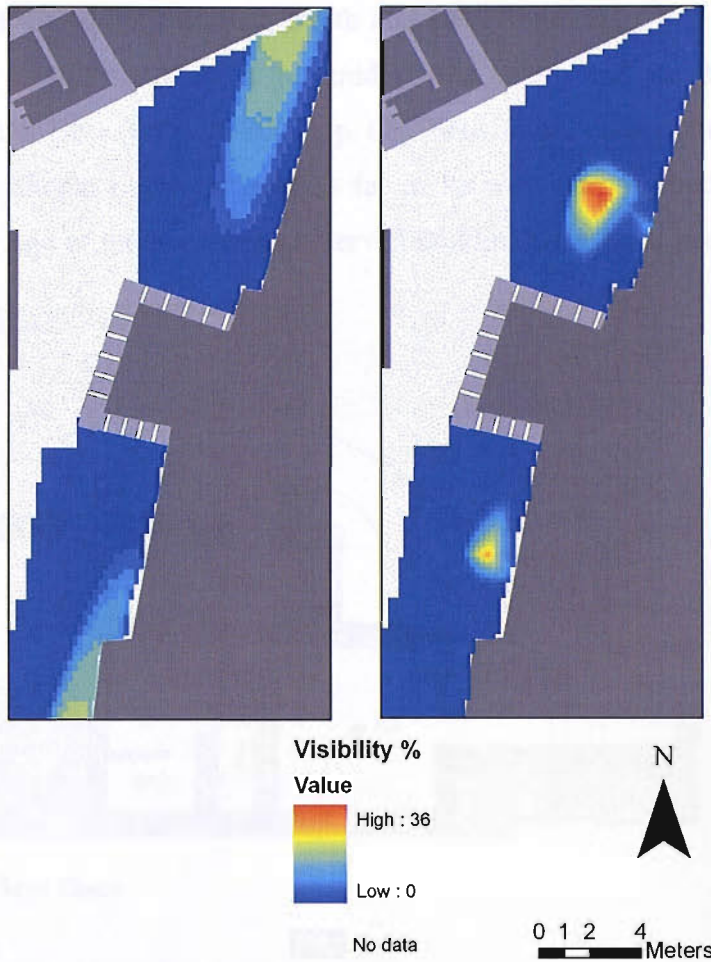 Visibility %
Value
High : 36
Low : 0
No data
N
0 1 2 4
Meters